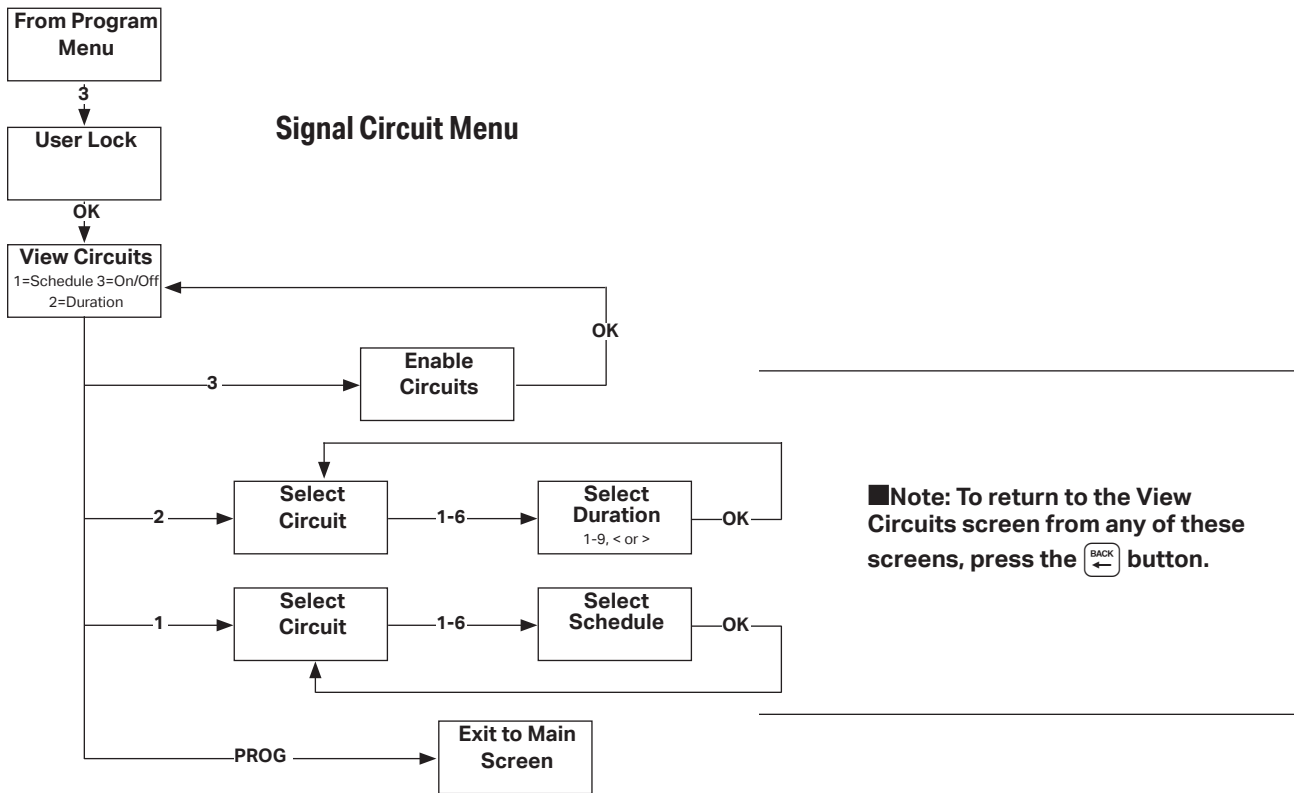 From Program
Menu
3
User Lock
Signal Circuit Menu
OK
View Circuits
1=Schedule 3=On/Off
2=Duration
OK
3
Enable
Circuits
2
Select
Circuit
1-6
Select
Duration
1-9, < or >
OK
1
Select
Circuit
1-6
Select
Schedule
OK
PROG
Exit to Main
Screen
■Note: To return to the View
Circuits screen from any of these
screens, press the BACK ← button.